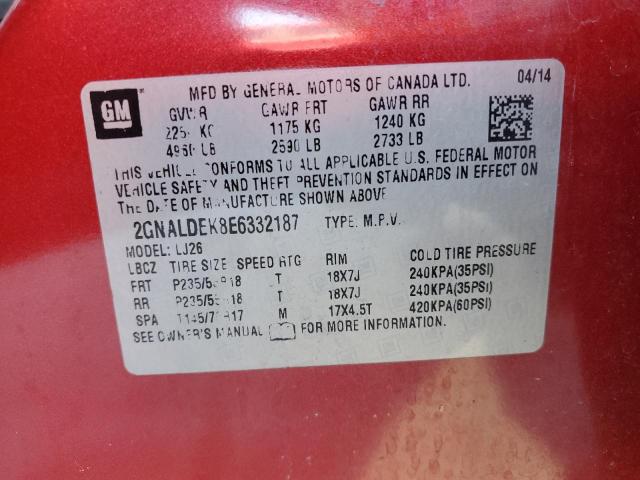 GM
MFD BY GENERAL MOTORS OF CANADA LTD. 04/14
GVWR GAWR FRT GAWR RR
KG 1175 KG 1240 KG
LB 2590 LB 2733 LB
THIS VEHICLE CONFORMS TO ALL APPLICABLE U.S. FEDERAL MOTOR
VEHICLE SAFETY AND THEFT PREVENTION STANDARDS IN EFFECT ON
THE DATE OF MANUFACTURE SHOWN ABOVE
2GNALDEK8E6332187 TYPE: M.P.V.
MODEL: LJ26
LBCZ TIRE SIZE SPEED RTG RIM COLD TIRE PRESSURE
FRT T 18X7J 240KPA(35PSI)
RR T 18X7J 240KPA(35PSI)
SPA M 17X4.5T 420KPA(60PSI)
SEE OWNER'S MANUAL FOR MORE INFORMATION.